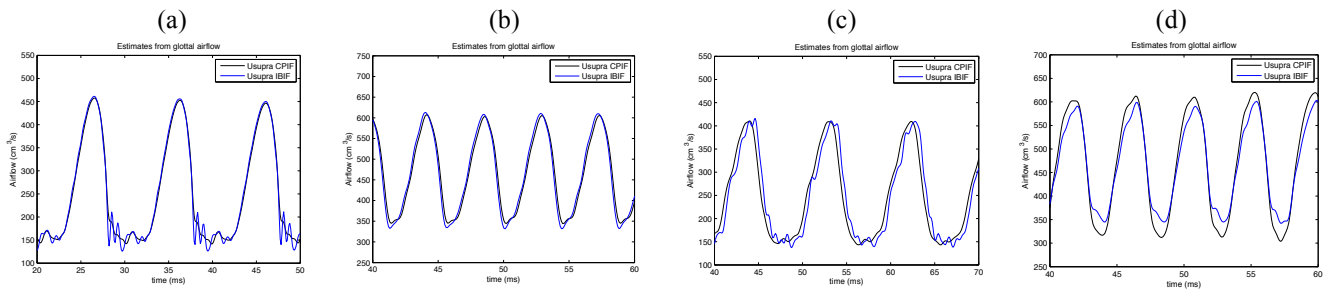 (a)
Estimates from glottal airflow
Usupra CPIF
Usupra IBIF
Airflow (cm³/s)
550
500
450
400
350
300
250
200
150
100
20 25 30 35 40 45 50
time (ms)
(b)
Estimates from glottal airflow
Usupra CPIF
Usupra IBIF
Airflow (cm³/s)
750
700
650
600
550
500
450
400
350
300
250
40 45 50 55 60
time (ms)
(c)
Estimates from glottal airflow
Usupra CPIF
Usupra IBIF
Airflow (cm³/s)
550
500
450
400
350
300
250
200
150
100
40 45 50 55 60 65 70
time (ms)
(d)
Estimates from glottal airflow
Usupra CPIF
Usupra IBIF
Airflow (cm³/s)
700
650
600
550
500
450
400
350
300
250
40 45 50 55 60
time (ms)